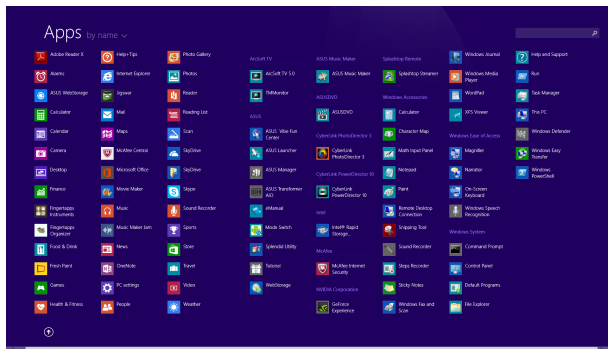 Apps by name
Adobe Reader X
Alarms
ASUS WebStorage
Calculator
Calendar
Camera
Desktop
Finance
Fingertapps
Instruments
Fingertapps
Organizer
Food & Drink
Fresh Paint
Games
Health & Fitness
Help+Tips
Internet Explorer
Jigsaw
Mail
Maps
McAfee Central
Microsoft Office
Movie Maker
Music
Music Maker Jam
News
OneNote
PC settings
People
Photo Gallery
Photos
Reader
Reading List
Scan
SkyDrive
SkyDrive
Skype
Sound Recorder
Sports
Store
Travel
Video
Weather
ArcSoft TV
ArcSoft TV 5.0
TMMonitor
ASUS
ASUS Vibe Fun
Center
ASUS Launcher
ASUS Manager
ASUS Transformer
AiO
eManual
Mode Switch
Splendid Utility
Tutorial
WebStorage
ASUS Music Maker
ASUS Music Maker
ASUSDVD
ASUSDVD
CyberLink PhotoDirector 3
CyberLink
PhotoDirector 3
CyberLink PowerDirector 10
CyberLink
PowerDirector 10
Intel
Intel® Rapid
Storage...
McAfee
McAfee Internet
Security
NVIDIA Corporation
GeForce
Experience
Splashtop Remote
Splashtop Streamer
Windows Accessories
Calculator
Character Map
Math Input Panel
Notepad
Paint
Remote Desktop
Connection
Snipping Tool
Sound Recorder
Steps Recorder
Sticky Notes
Windows Fax and
Scan
Windows Journal
Windows Media
Player
WordPad
XPS Viewer
Windows Ease of Access
Magnifier
Narrator
On-Screen
Keyboard
Windows Speech
Recognition
Windows System
Command Prompt
Control Panel
Default Programs
File Explorer
Help and Support
Run
Task Manager
This PC
Windows Defender
Windows Easy
Transfer
Windows
PowerShell